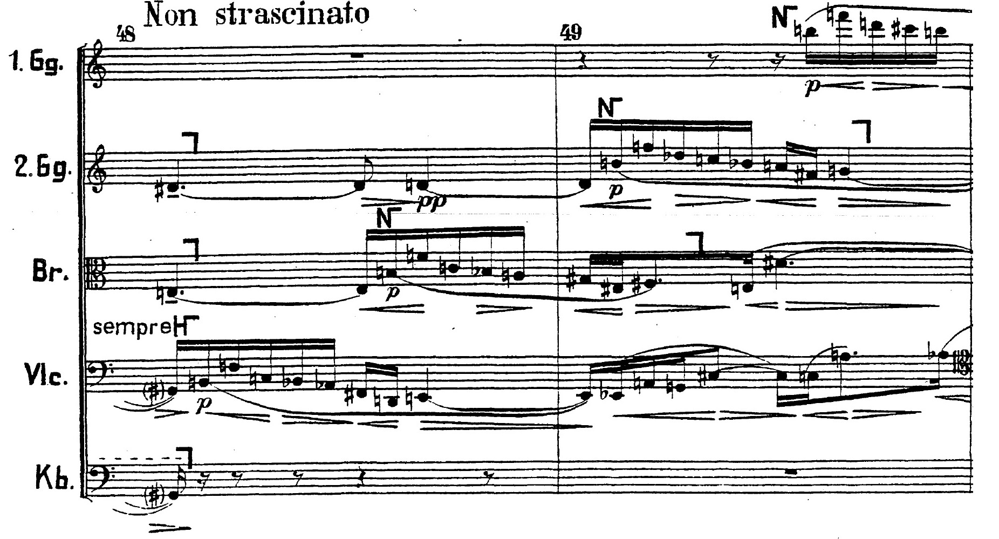 Non strascinato
48 49
N
1. Gg.
p
N
2. Gg.
pp p
N
Br.
p
sempre H
Vlc.
p
Kb.